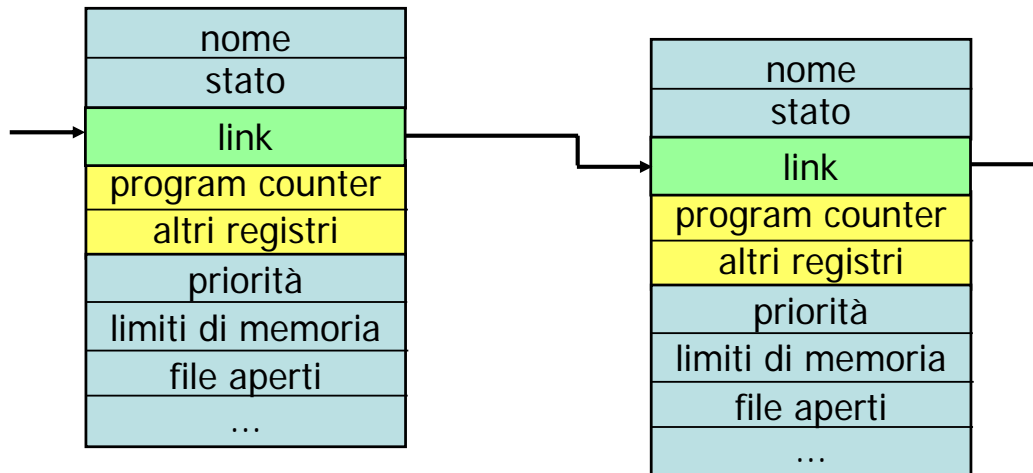 nome
stato
link
program counter
altri registri
priorità
limiti di memoria
file aperti
...
nome
stato
link
program counter
altri registri
priorità
limiti di memoria
file aperti
...